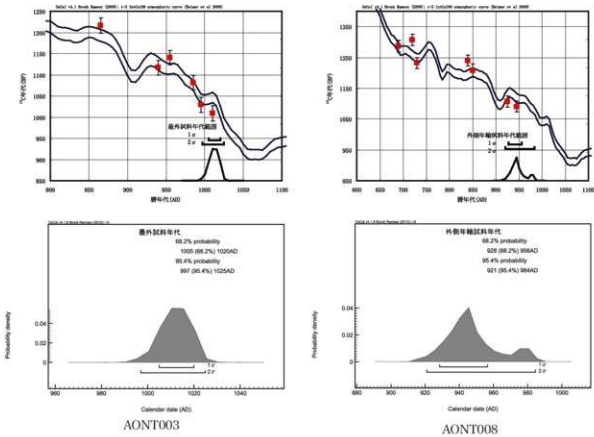 OxCal v4.1 Bronk Ramsey (2009); r:5 IntCal09 atmospheric curve (Reimer et al 2009)
1250
1200
1150
1100
1050
1000
950
900
850
¹⁴C年代(BP)
最外試料年代範囲
1σ
2σ
800
850
900
950
1000
1050
1100
暦年代(AD)
OxCal v4.1 Bronk Ramsey (2009); r:5 IntCal09 atmospheric curve (Reimer et al 2009)
1350
1300
1250
1200
1150
1100
1050
1000
950
900
850
¹⁴C年代(BP)
外側年輪試料年代範囲
1σ
2σ
600
650
700
750
800
850
900
950
1000
1050
1100
暦年代(AD)
最外試料年代
68.2% probability
1005 (68.2%) 1020AD
95.4% probability
997 (95.4%) 1025AD
Probability density
0.04
0.02
0
1σ
2σ
960
980
1000
1020
1040
Calendar date (AD)
AONT003
外側年輪試料年代
68.2% probability
928 (68.2%) 956AD
95.4% probability
921 (95.4%) 984AD
Probability density
0.04
0.02
0
1σ
2σ
880
900
920
940
960
980
1000
Calendar date (AD)
AONT008